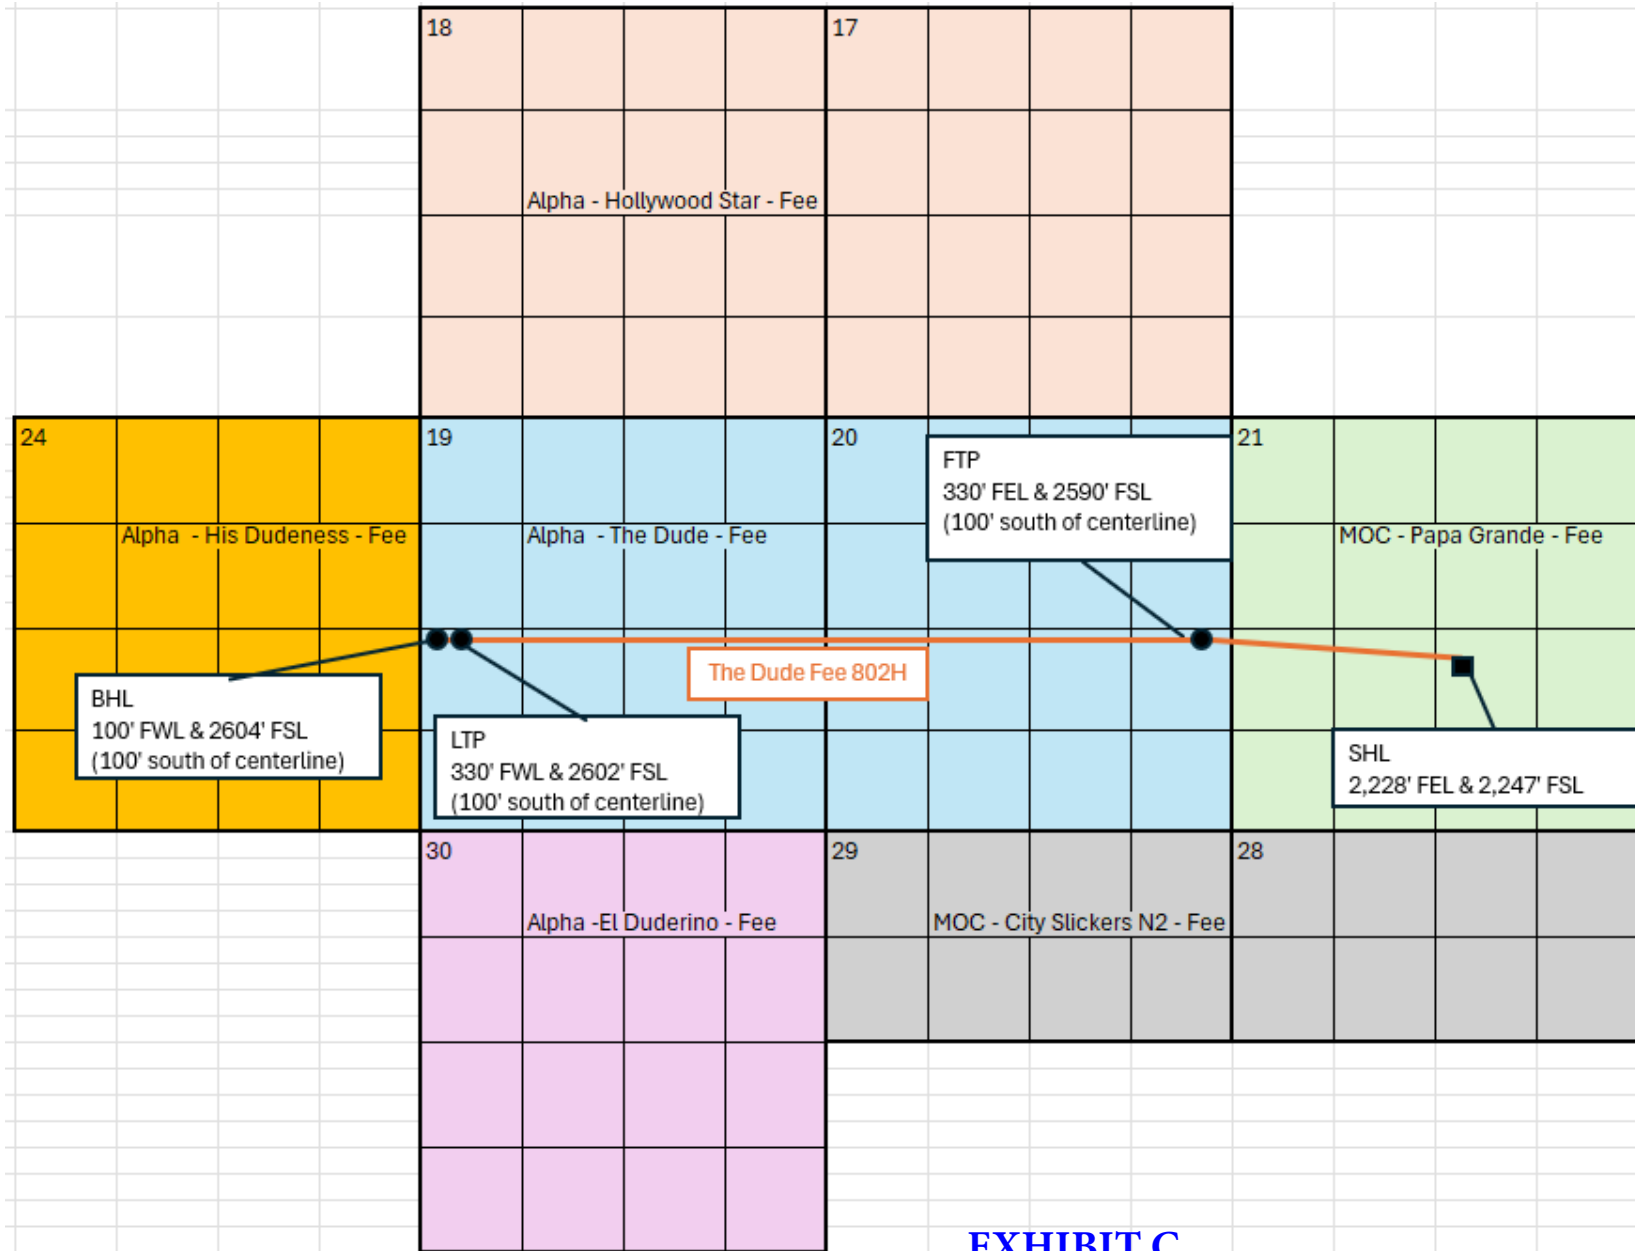 18
17
Alpha - Hollywood Star - Fee
24
19
20
21
FTP
330' FEL & 2590' FSL
(100' south of centerline)
Alpha  - His Dudeness - Fee
Alpha  - The Dude - Fee
MOC - Papa Grande - Fee
The Dude Fee 802H
BHL
100' FWL & 2604' FSL
(100' south of centerline)
LTP
330' FWL & 2602' FSL
(100' south of centerline)
SHL
2,228' FEL & 2,247' FSL
30
29
28
Alpha -El Duderino - Fee
MOC - City Slickers N2 - Fee
EXHIBIT C